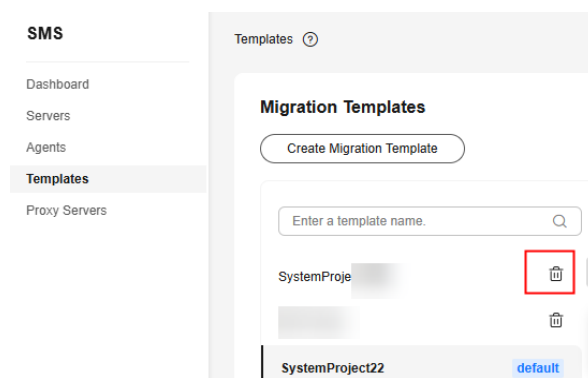 SMS
Dashboard
Servers
Agents
Templates
Proxy Servers
Templates ?
Migration Templates
Create Migration Template
Enter a template name.
SystemProje
SystemProject22 default